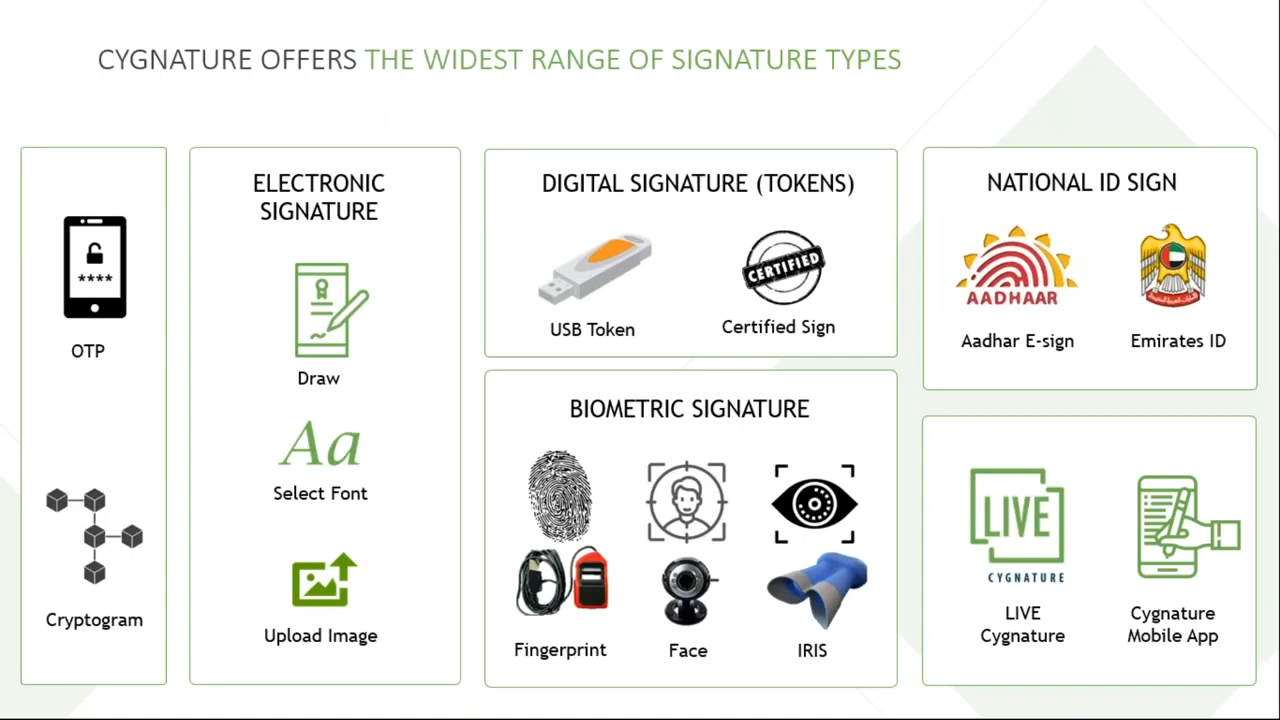 CYGNATURE OFFERS THE WIDEST RANGE OF SIGNATURE TYPES
****
OTP
Cryptogram
ELECTRONIC
SIGNATURE
Draw
Aa
Select Font
Upload Image
DIGITAL SIGNATURE (TOKENS)
CERTIFIED
USB Token
Certified Sign
BIOMETRIC SIGNATURE
Fingerprint
Face
IRIS
NATIONAL ID SIGN
AADHAAR
Aadhar E-sign
Emirates ID
LIVE
CYGNATURE
LIVE
Cygnature
Cygnature
Mobile App